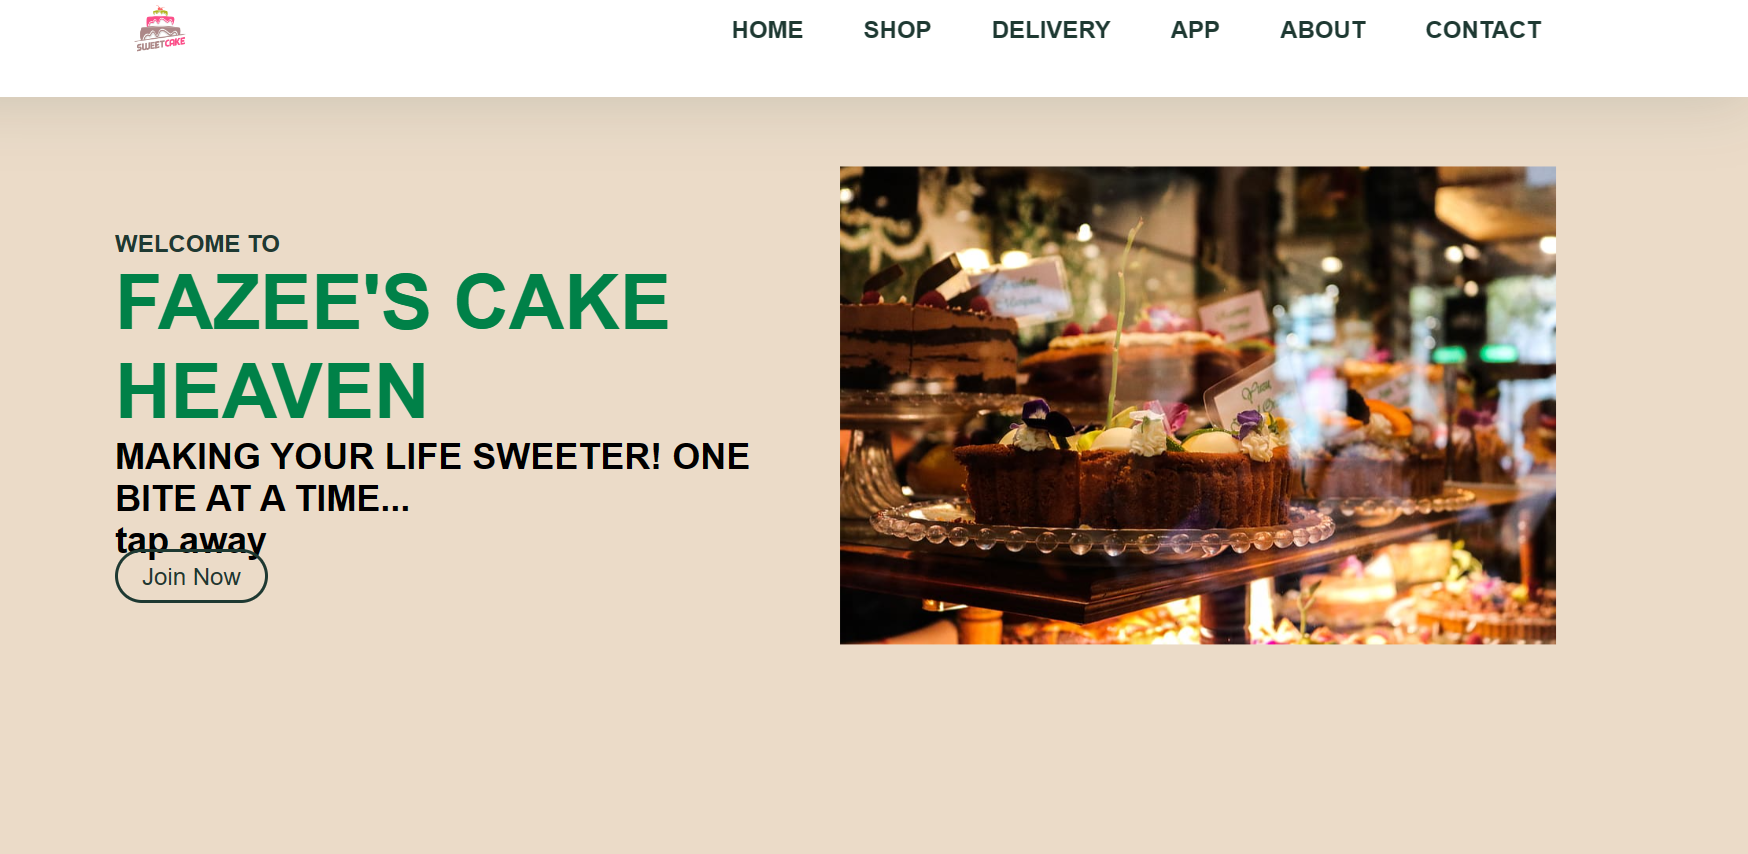 SWEETCAKE
HOME SHOP DELIVERY APP ABOUT CONTACT
WELCOME TO
FAZEE'S CAKE
HEAVEN
MAKING YOUR LIFE SWEETER! ONE
BITE AT A TIME...
tap away
Join Now